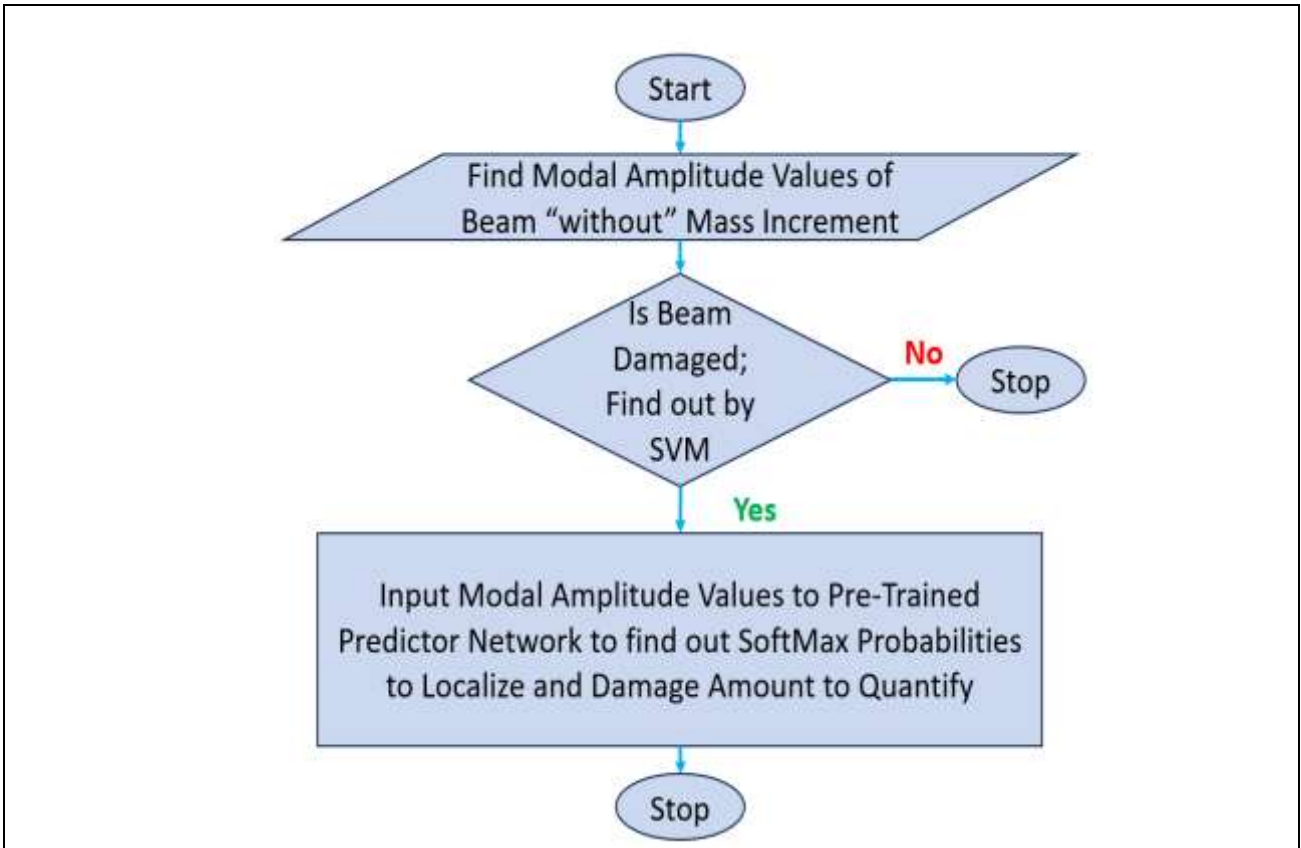 Start
Find Modal Amplitude Values of
Beam “without” Mass Increment
Is Beam
Damaged;
Find out by
SVM
No
Stop
Yes
Input Modal Amplitude Values to Pre-Trained
Predictor Network to find out SoftMax Probabilities
to Localize and Damage Amount to Quantify
Stop